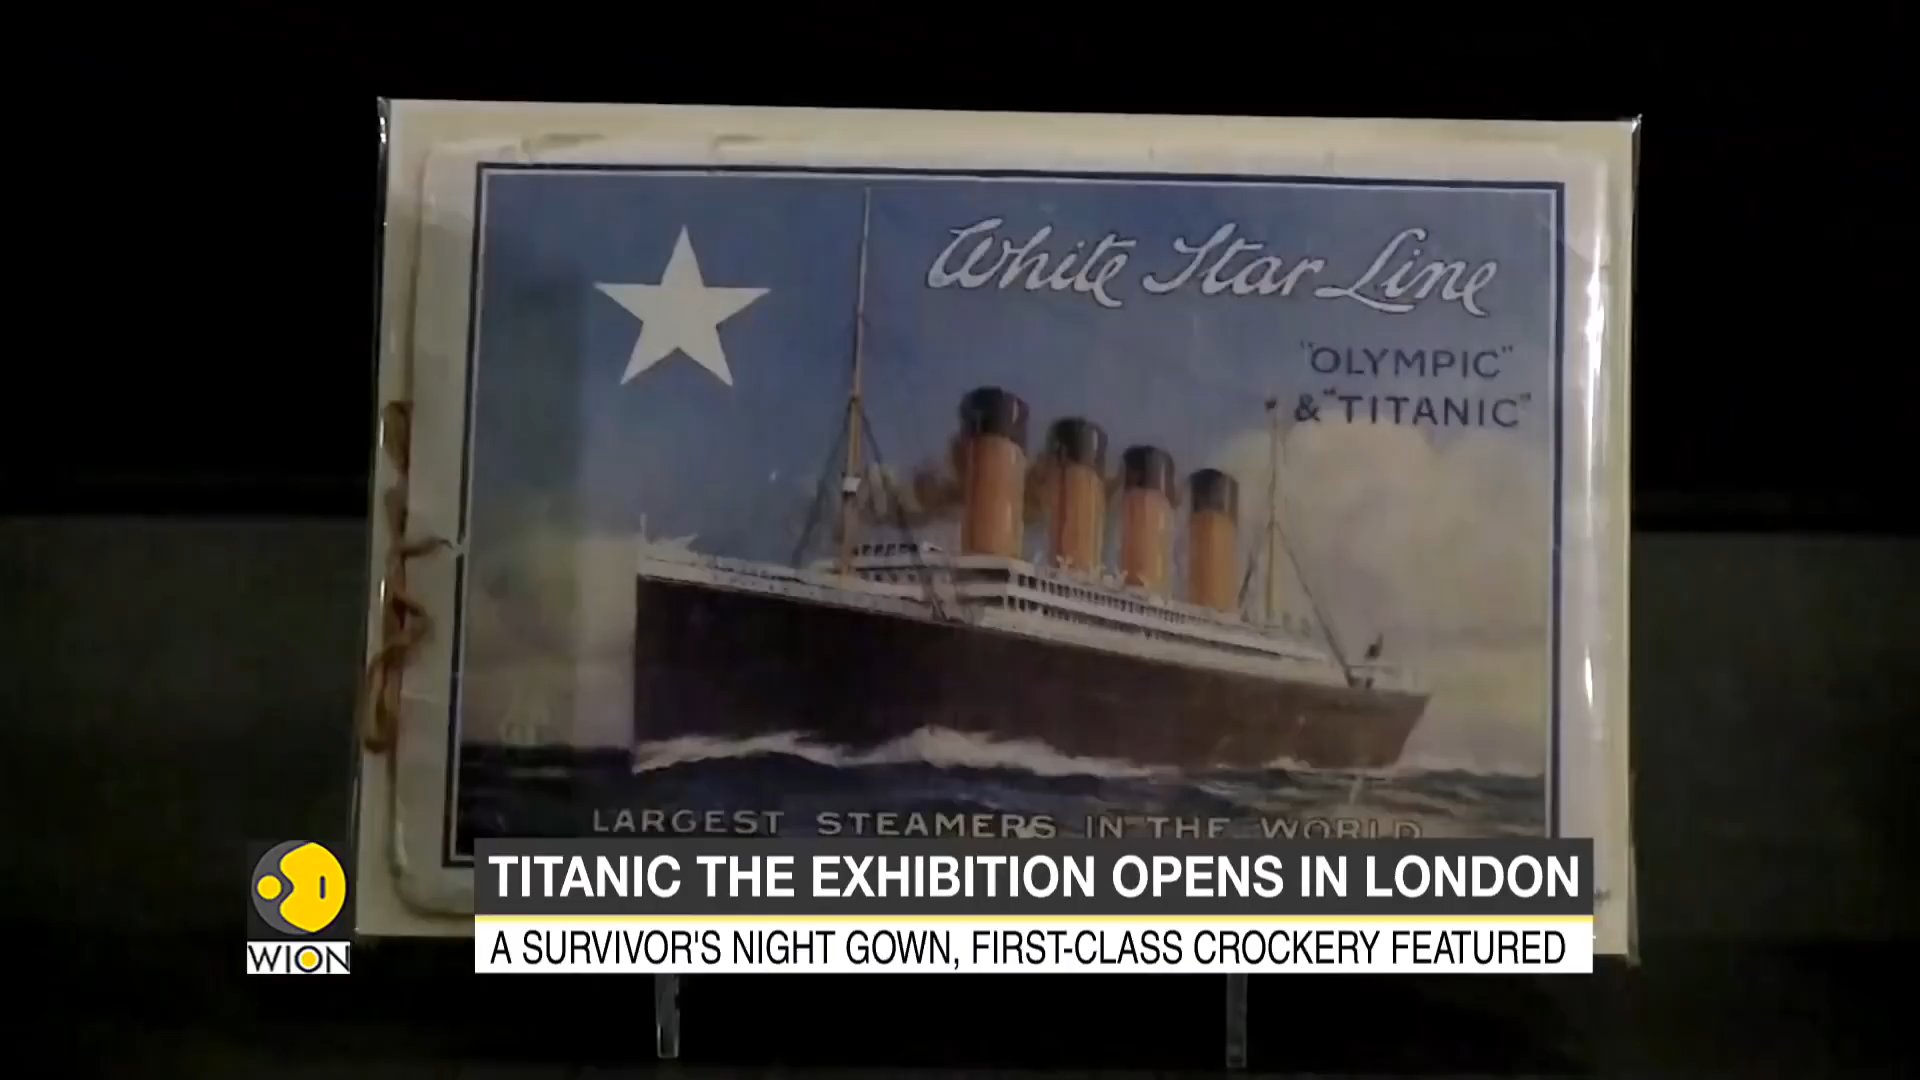 White Star Line
"OLYMPIC"
& "TITANIC"
LARGEST STEAMERS IN THE WORLD
TITANIC THE EXHIBITION OPENS IN LONDON
A SURVIVOR'S NIGHT GOWN, FIRST-CLASS CROCKERY FEATURED
WION